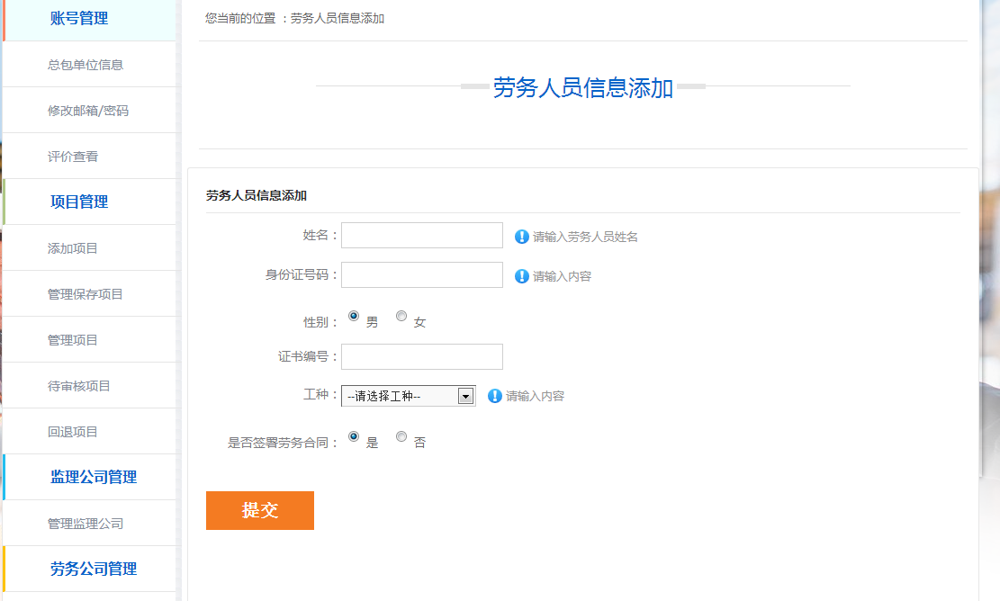 账号管理
总包单位信息
修改邮箱/密码
评价查看
项目管理
添加项目
管理保存项目
管理项目
待审核项目
回退项目
监理公司管理
管理监理公司
劳务公司管理
您当前的位置 ：劳务人员信息添加
劳务人员信息添加
劳务人员信息添加
姓名： 请输入劳务人员姓名
身份证号码： 请输入内容
性别： 男 女
证书编号：
工种： --请选择工种-- 请输入内容
是否签署劳务合同： 是 否
提交